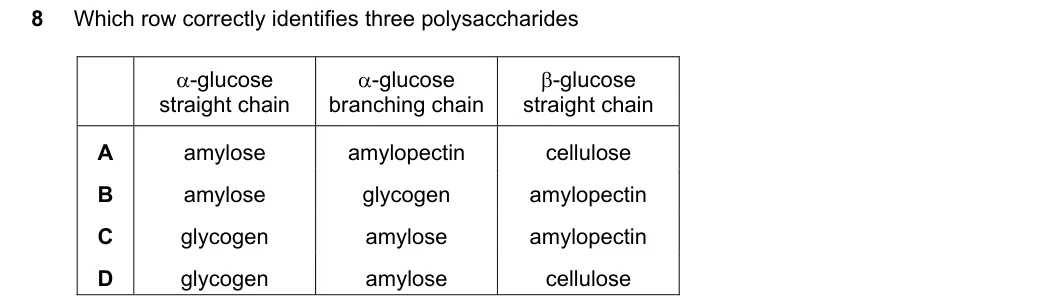 8 Which row correctly identifies three polysaccharides
α-glucose straight chain α-glucose branching chain β-glucose straight chain
A amylose amylopectin cellulose
B amylose glycogen amylopectin
C glycogen amylose amylopectin
D glycogen amylose cellulose